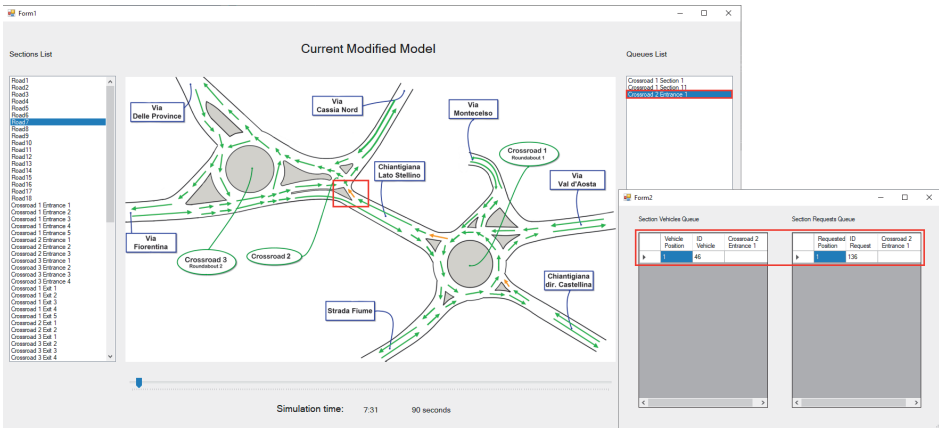 Form1
Current Modified Model
Sections List
Queues List
Road1
Road2
Road3
Road4
Road5
Road6
Road7
Road8
Road9
Road10
Road11
Road12
Road13
Road14
Road15
Road16
Road17
Road18
Crossroad 1 Entrance 1
Crossroad 1 Entrance 2
Crossroad 1 Entrance 3
Crossroad 1 Entrance 4
Crossroad 1 Entrance 5
Crossroad 2 Entrance 1
Crossroad 2 Entrance 2
Crossroad 2 Entrance 3
Crossroad 3 Entrance 1
Crossroad 3 Entrance 2
Crossroad 3 Entrance 3
Crossroad 3 Entrance 4
Crossroad 1 Exit 1
Crossroad 1 Exit 2
Crossroad 1 Exit 3
Crossroad 1 Exit 4
Crossroad 1 Exit 5
Crossroad 2 Exit 1
Crossroad 3 Exit 1
Crossroad 3 Exit 2
Crossroad 3 Exit 3
Crossroad 3 Exit 4
Via
Delle Province
Via
Cassia Nord
Via
Montecelso
Crossroad 1
Roundabout 1
Chiantigiana
Lato Stellino
Via
Val d'Aosta
Via
Fiorentina
Crossroad 3
Roundabout 2
Crossroad 2
Strada Fiume
Chiantigiana
dir. Castellina
Simulation time: 7:31 90 seconds
Crossroad 1 Section 1
Crossroad 1 Section 11
Crossroad 2 Entrance 1
Form2
Section Vehicles Queue
Section Requests Queue
Vehicle Position
ID Vehicle
Crossroad 2 Entrance 1
1 46
Requested Position
ID Request
Crossroad 2 Entrance 1
1 136